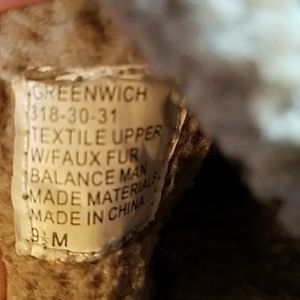 GREENWICH
318-30-31
TEXTILE UPPER
W/FAUX FUR
BALANCE MAN
MADE MATERIALS
MADE IN CHINA
9½ M